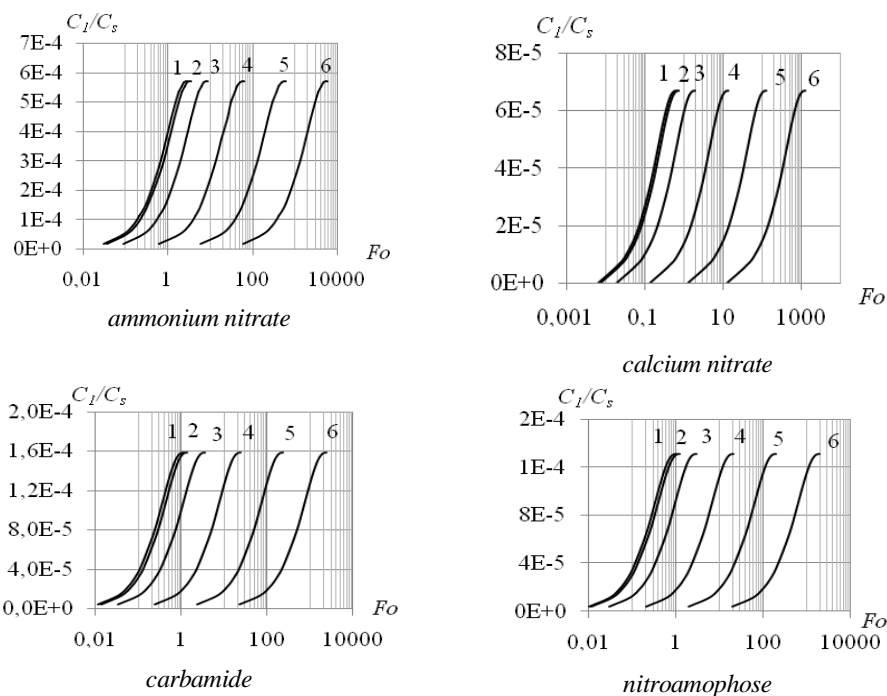 C1/Cs
7E-4
6E-4
5E-4
4E-4
3E-4
2E-4
1E-4
0E+0
1 2 3 4 5 6
0,01 1 100 10000
Fo
ammonium nitrate
C1/Cs
8E-5
6E-5
4E-5
2E-5
0E+0
1 2 3 4 5 6
0,001 0,1 10 1000
Fo
calcium nitrate
C1/Cs
2,0E-4
1,6E-4
1,2E-4
8,0E-5
4,0E-5
0,0E+0
1 2 3 4 5 6
0,01 1 100 10000
Fo
carbamide
C1/Cs
2E-4
1E-4
8E-5
4E-5
0E+0
1 2 3 4 5 6
0,01 1 100 10000
Fo
nitroamophose